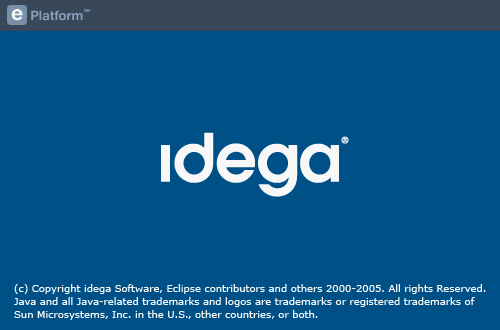 e Platform™
idega®
(c) Copyright idega Software, Eclipse contributors and others 2000-2005. All rights Reserved.
Java and all Java-related trademarks and logos are trademarks or registered trademarks of
Sun Microsystems, Inc. in the U.S., other countries, or both.